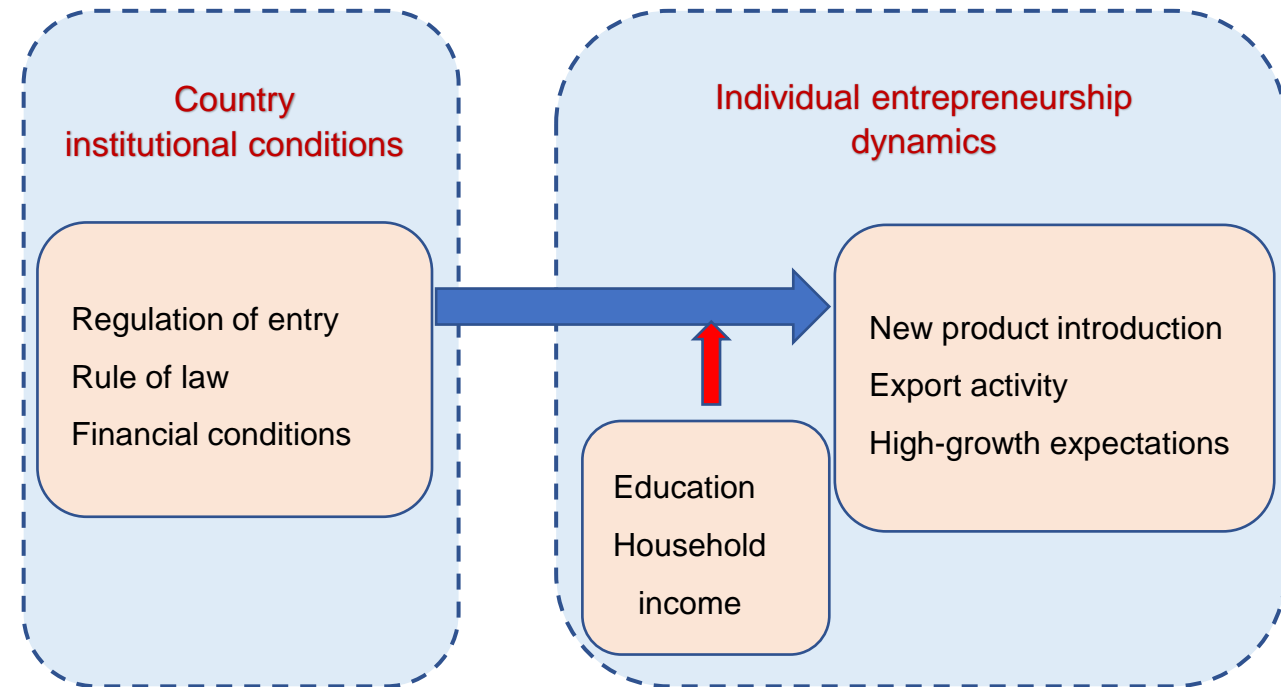 Country
institutional conditions
Regulation of entry
Rule of law
Financial conditions
Individual entrepreneurship
dynamics
New product introduction
Export activity
High-growth expectations
Education
Household
income